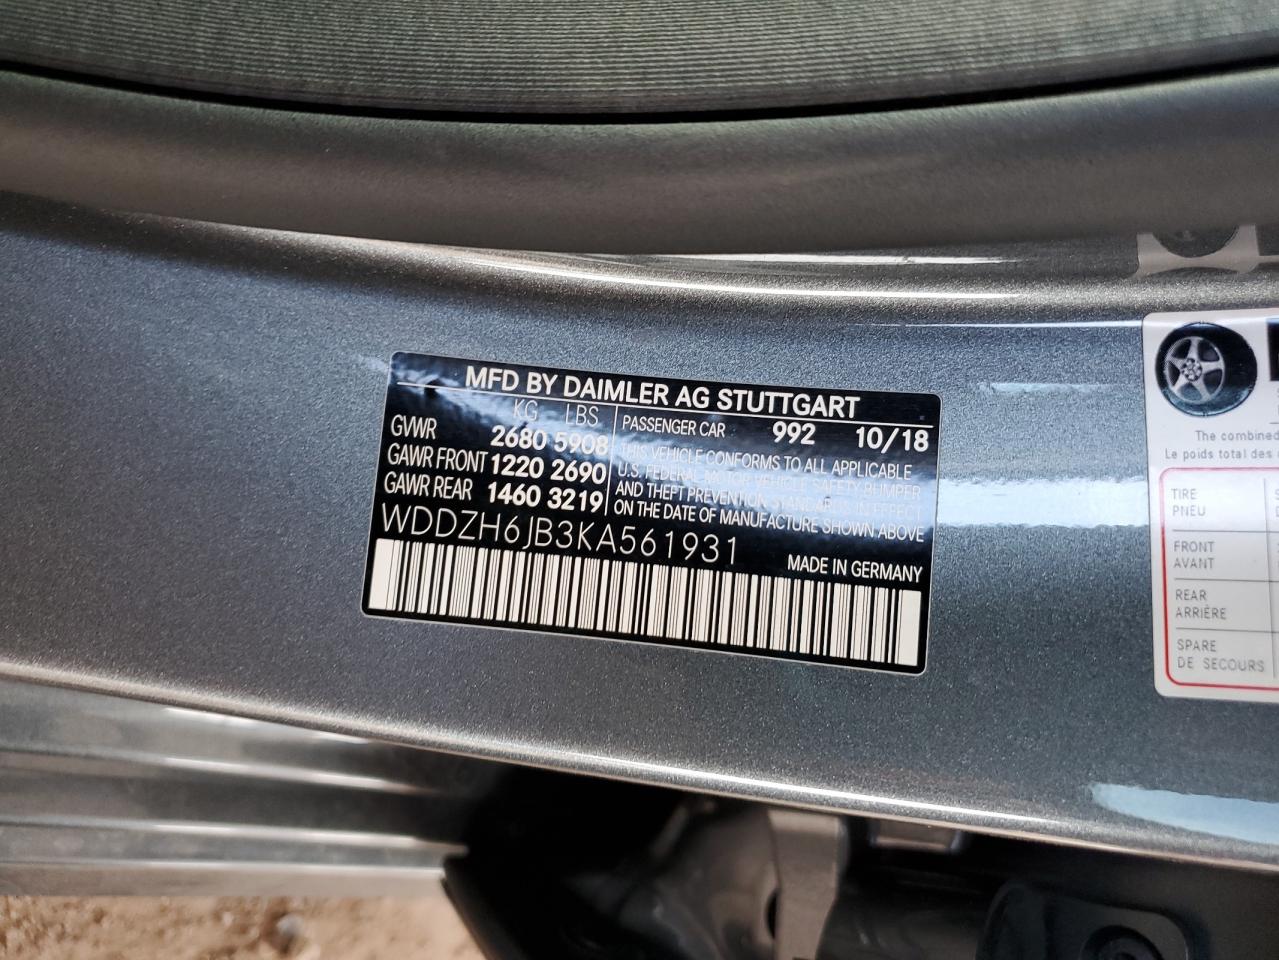 MFD BY DAIMLER AG STUTTGART
KG LBS
GVWR 2680 5908
GAWR FRONT 1220 2690
GAWR REAR 1460 3219
PASSENGER CAR 992 10/18
THIS VEHICLE CONFORMS TO ALL APPLICABLE
U.S. FEDERAL MOTOR VEHICLE SAFETY BUMPER
AND THEFT PREVENTION STANDARDS IN EFFECT
ON THE DATE OF MANUFACTURE SHOWN ABOVE
WDDZH6JB3KA561931
MADE IN GERMANY
The combined
Le poids total des
TIRE
PNEU
FRONT
AVANT
REAR
ARRIÈRE
SPARE
DE SECOURS